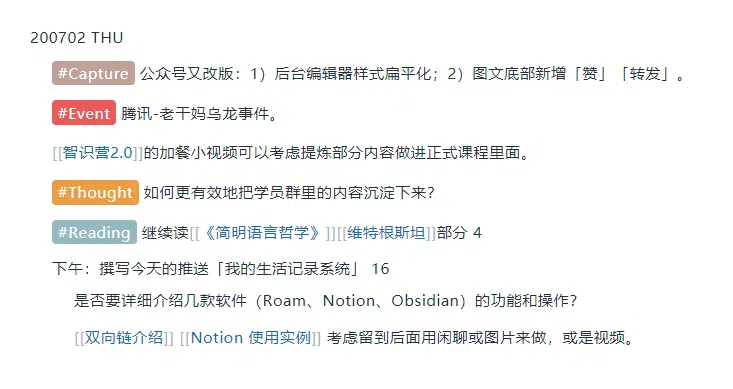 200702 THU
#Capture 公众号又改版：1）后台编辑器样式扁平化；2）图文底部新增「赞」「转发」。
#Event 腾讯-老干妈乌龙事件。
[[智识营2.0]]的加餐小视频可以考虑提炼部分内容做进正式课程里面。
#Thought 如何更有效地把学员群里的内容沉淀下来？
#Reading 继续读[[《简明语言哲学》]][[维特根斯坦]]部分 4
下午：撰写今天的推送「我的生活记录系统」 16
是否要详细介绍几款软件（Roam、Notion、Obsidian）的功能和操作？
[[双向链介绍]] [[Notion 使用实例]] 考虑留到后面用闲聊或图片来做，或是视频。